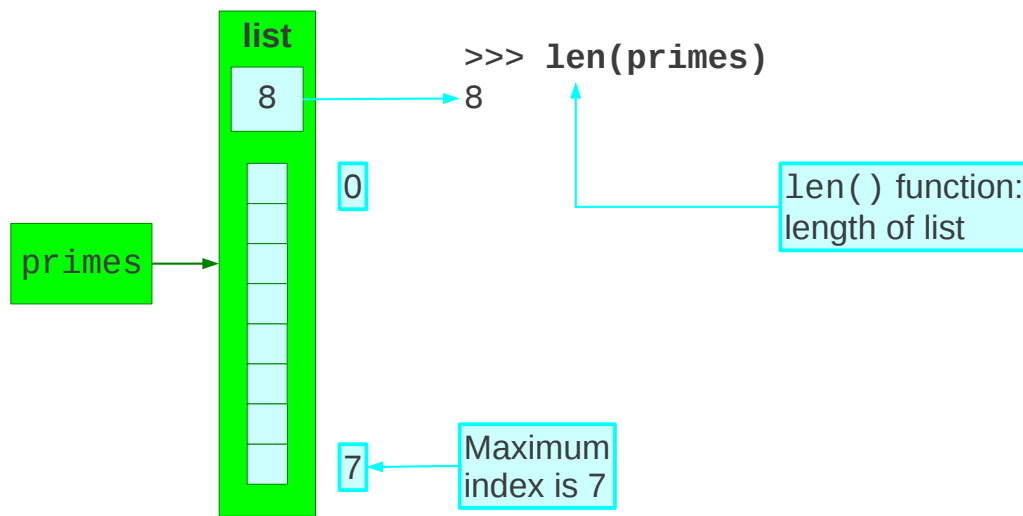 list
8
>>> len(primes)
8
0
len() function:
length of list
primes
7
Maximum
index is 7